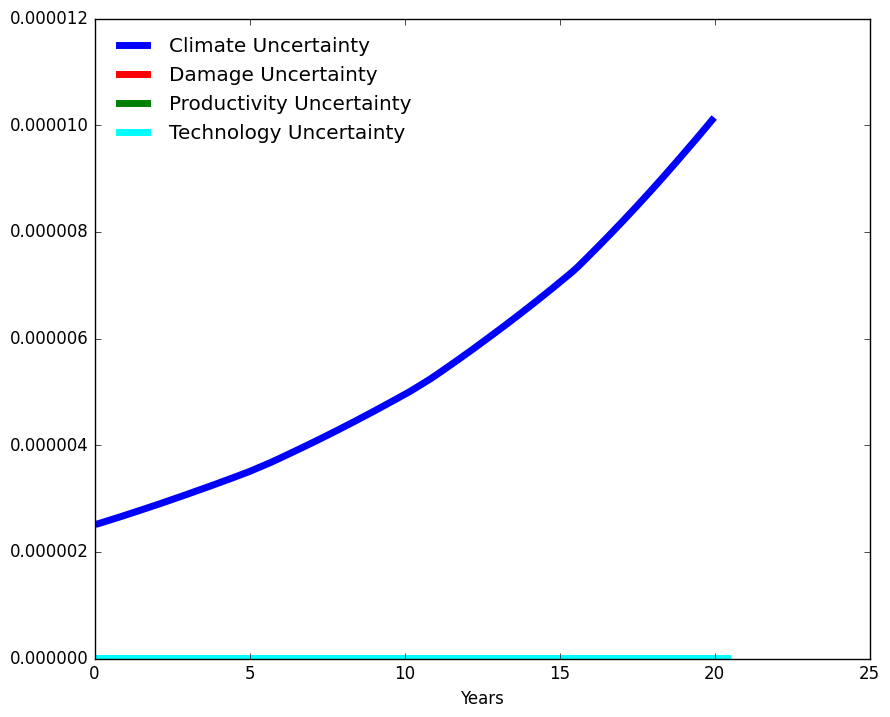 0.000012
Climate Uncertainty
Damage Uncertainty
Productivity Uncertainty
Technology Uncertainty
0.000010
0.000008
0.000006
0.000004
0.000002
0.000000
0 5 10 15 20 25
Years